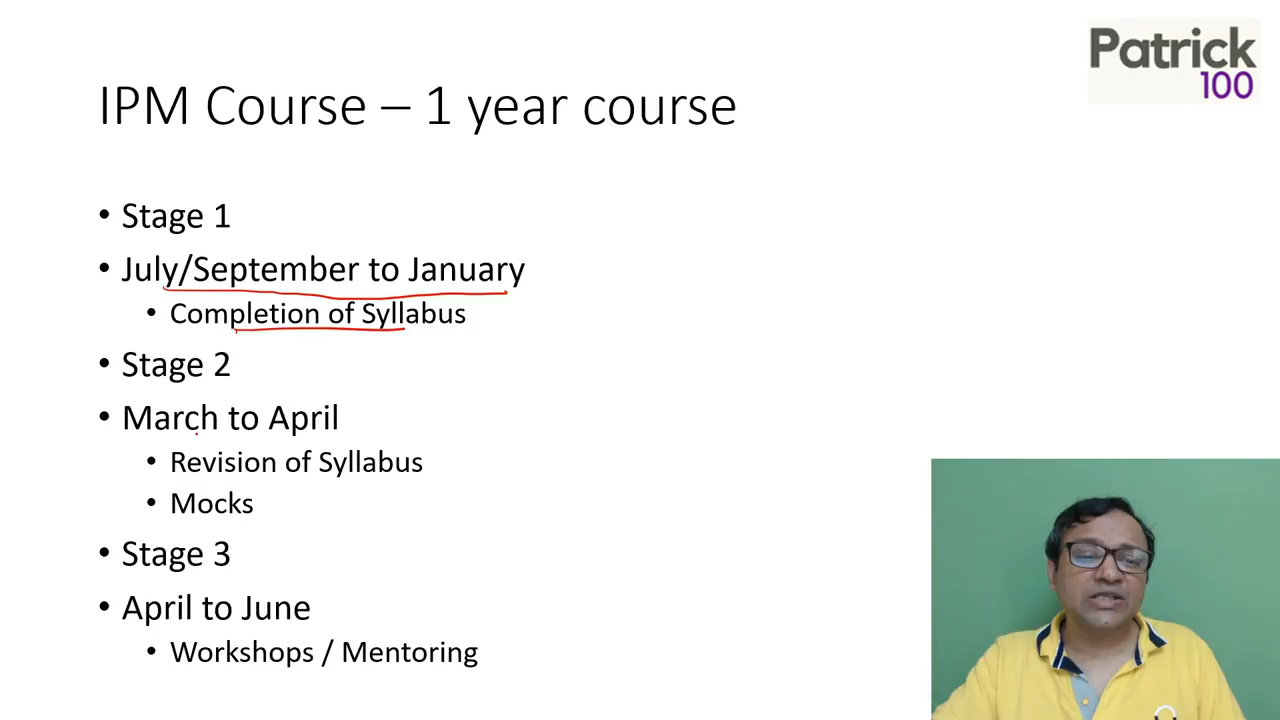 Patrick
100
IPM Course – 1 year course
• Stage 1
• July/September to January
• Completion of Syllabus
• Stage 2
• March to April
• Revision of Syllabus
• Mocks
• Stage 3
• April to June
• Workshops / Mentoring